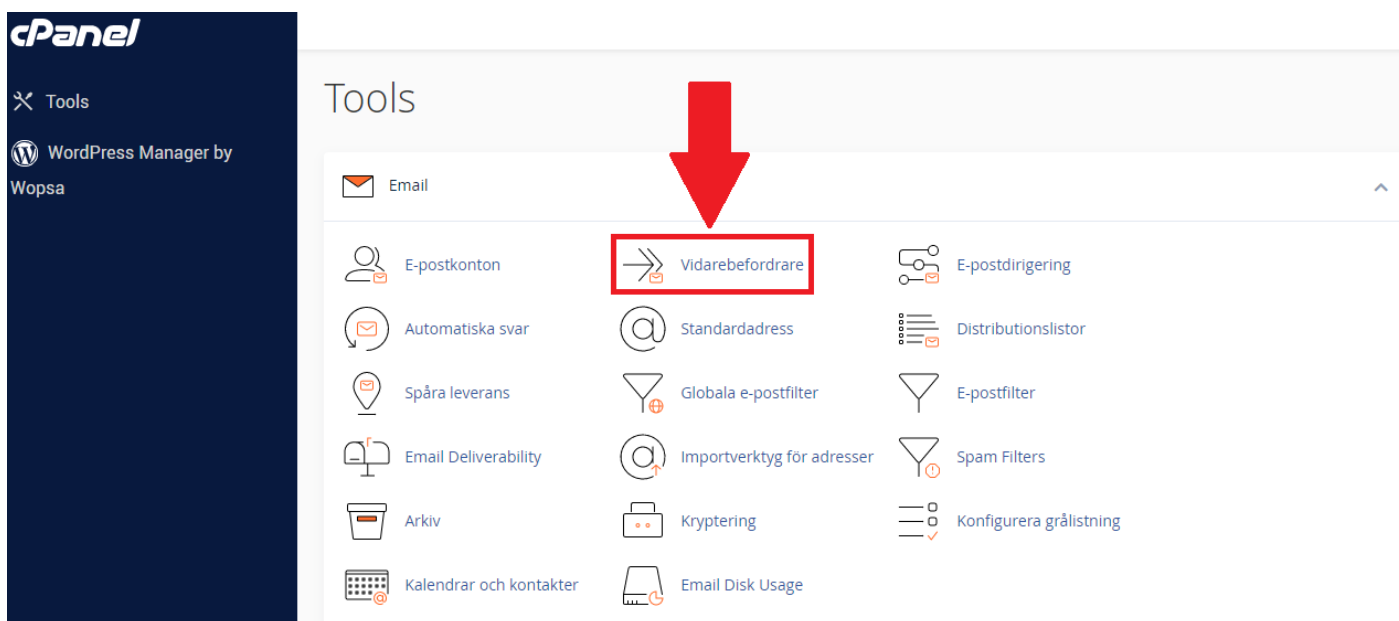 cPanel
Tools
WordPress Manager by
Wopsa
Tools
Email
E-postkonton
Vidarebefordrare
E-postdirigering
Automatiska svar
Standardadress
Distributionslistor
Spåra leverans
Globala e-postfilter
E-postfilter
Email Deliverability
Importverktyg för adresser
Spam Filters
Arkiv
Kryptering
Konfigurera grålistning
Kalendrar och kontakter
Email Disk Usage